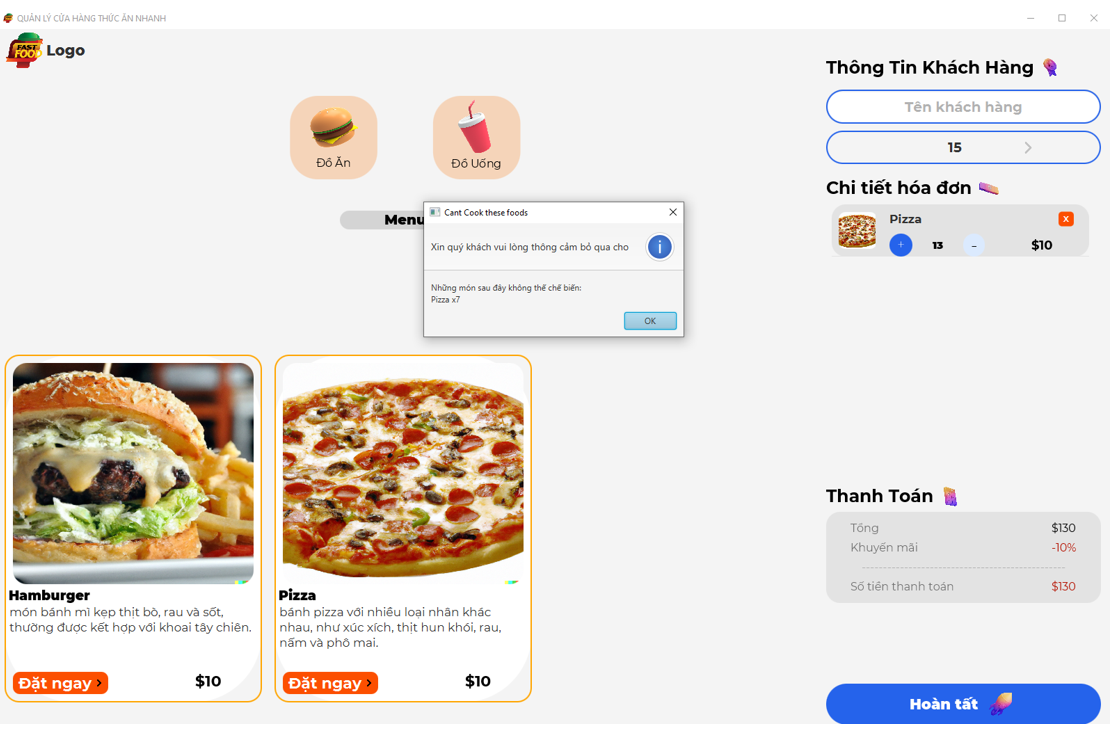 QUẢN LÝ CỬA HÀNG THỨC ĂN NHANH
FAST FOOD
Logo
Đồ Ăn
Đồ Uống
Menu
Cant Cook these foods
Xin quý khách vui lòng thông cảm bỏ qua cho
i
Những món sau đây không thể chế biến:
Pizza x7
OK
Hamburger
món bánh mì kẹp thịt bò, rau và sốt,
thường được kết hợp với khoai tây chiên.
Đặt ngay >
$10
Pizza
bánh pizza với nhiều loại nhân khác
nhau, như xúc xích, thịt hun khói, rau,
nấm và phô mai.
Đặt ngay >
$10
Thông Tin Khách Hàng
Tên khách hàng
15
Chi tiết hóa đơn
Pizza
X
+ 13 - $10
Thanh Toán
Tổng $130
Khuyến mãi -10%
Số tiền thanh toán $130
Hoàn tất